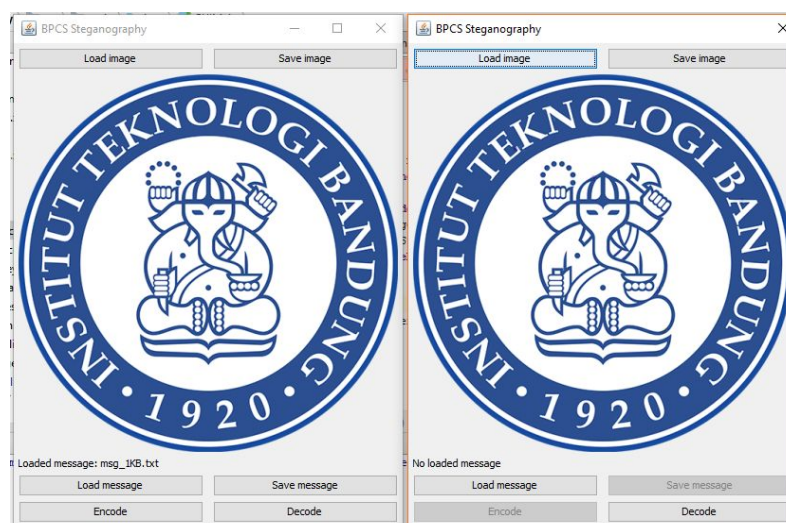 BPCS Steganography
Load image
Save image
INSTITUT TEKNOLOGI BANDUNG
• 1920 •
Loaded message: msg_1KB.txt
Load message
Save message
Encode
Decode
BPCS Steganography
Load image
Save image
INSTITUT TEKNOLOGI BANDUNG
• 1920 •
No loaded message
Load message
Save message
Encode
Decode